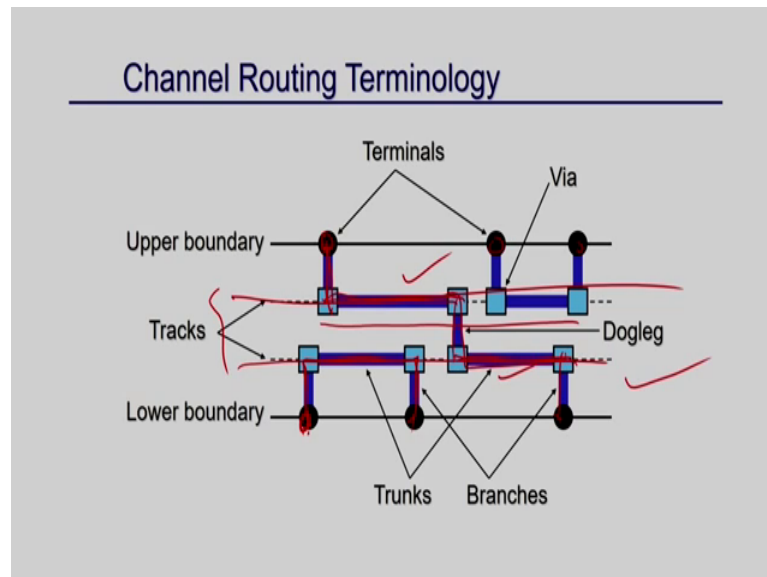 Channel Routing Terminology
Terminals
Via
Upper boundary
Tracks
Dogleg
Lower boundary
Trunks
Branches